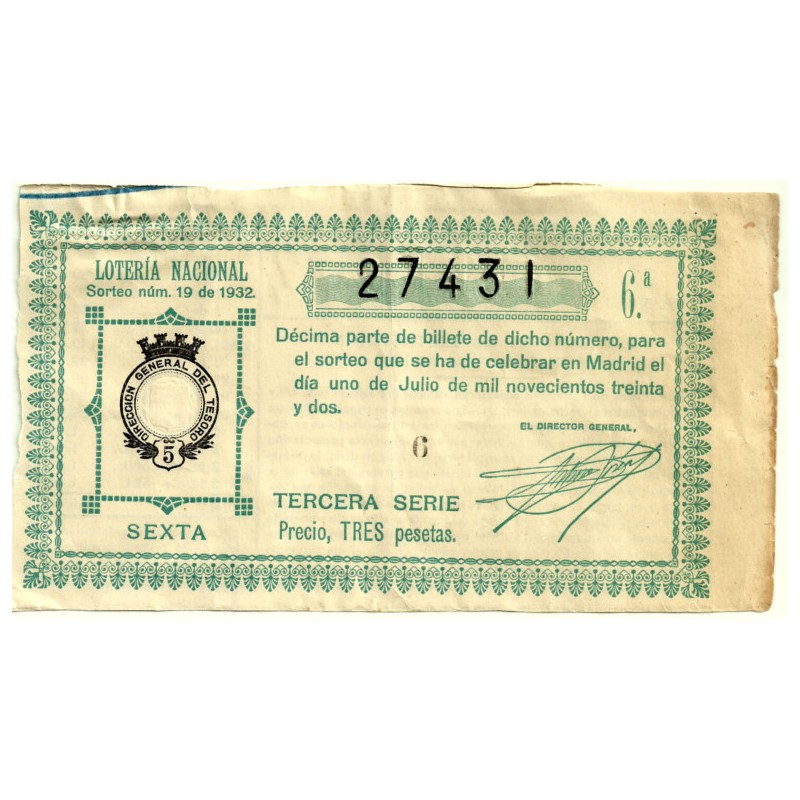 LOTERÍA NACIONAL
Sorteo núm. 19 de 1932.
27431
6.ª
DIRECCION GENERAL DEL TESORO
5
SEXTA
Décima parte de billete de dicho número, para
el sorteo que se ha de celebrar en Madrid el
día uno de Julio de mil novecientos treinta
y dos.
EL DIRECTOR GENERAL,
6
TERCERA SERIE
Precio, TRES pesetas.